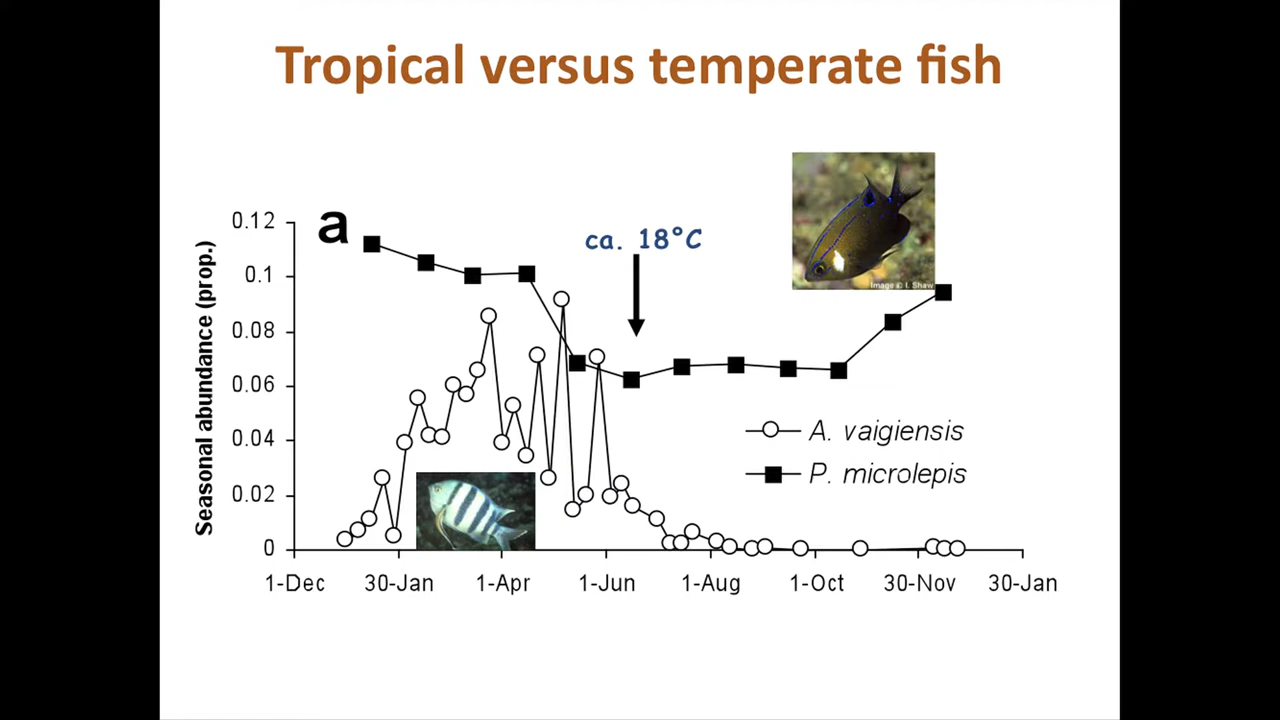 Tropical versus temperate fish
a
ca. 18°C
Image © I. Shaw
Seasonal abundance (prop.)
0.12
0.1
0.08
0.06
0.04
0.02
0
A. vaigiensis
P. microlepis
1-Dec 30-Jan 1-Apr 1-Jun 1-Aug 1-Oct 30-Nov 30-Jan